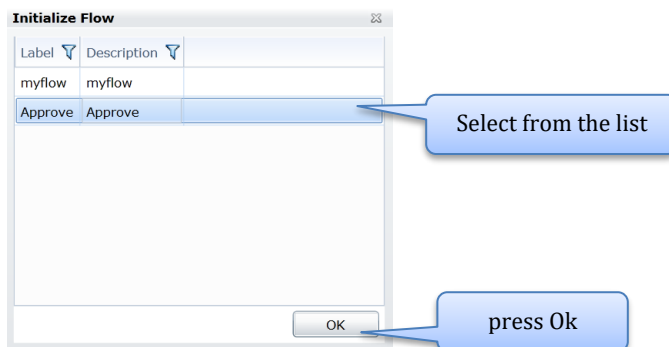 Initialize Flow
Label Description
myflow myflow
Approve Approve
Select from the list
OK
press Ok